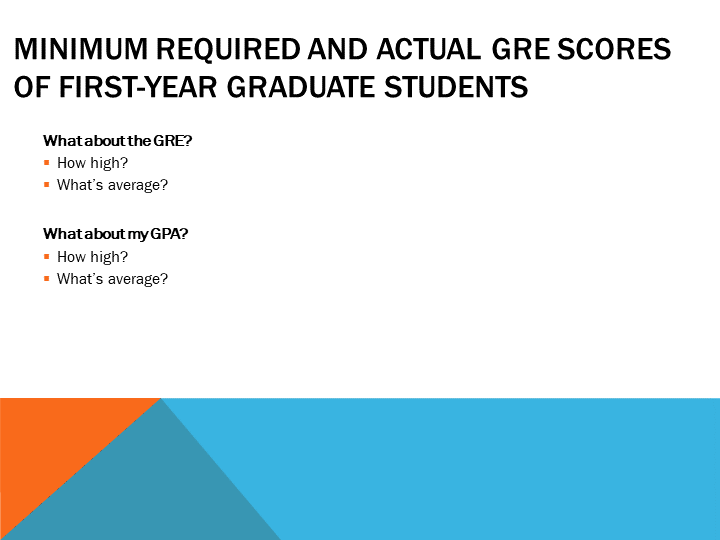 MINIMUM REQUIRED AND ACTUAL GRE SCORES
OF FIRST-YEAR GRADUATE STUDENTS
What about the GRE?
▪ How high?
▪ What's average?
What about my GPA?
▪ How high?
▪ What's average?